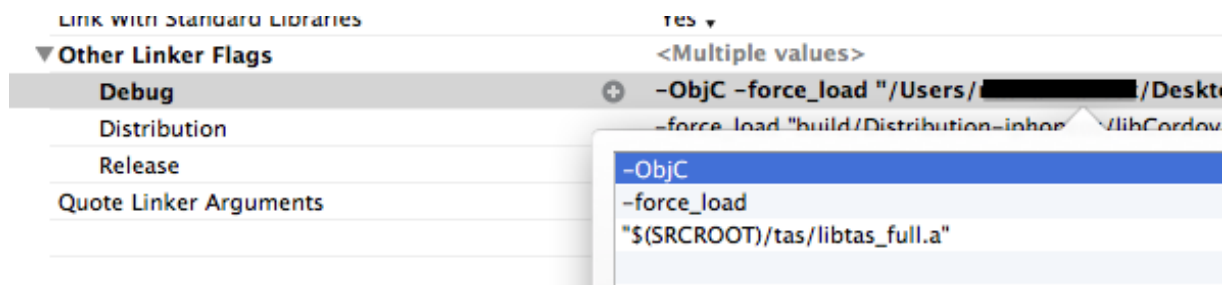 Link With Standard Libraries Yes
Other Linker Flags <Multiple values>
Debug -ObjC -force_load "/Users/ /Deskto
Distribution -force_load "build/Distribution-iphon /libCordov
Release
-ObjC
Quote Linker Arguments
-force_load
"$(SRCROOT)/tas/libtas_full.a"